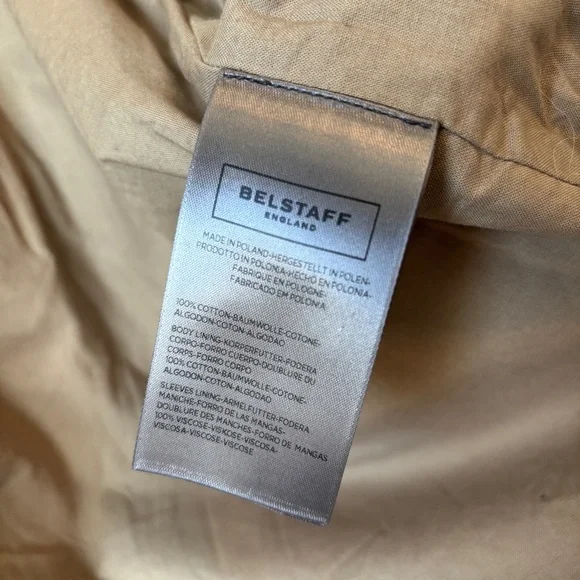 BELSTAFF
ENGLAND
MADE IN POLAND-HERGESTELLT IN POLEN-
PRODOTTO IN POLONIA-HECHO EN POLONIA-
FABRIQUE EN POLOGNE-
FABRICADO EM POLONIA
100% COTTON-BAUMWOLLE-COTONE-
ALGODON-COTON-ALGODAO
BODY LINING-KORPERFUTTER-FODERA
CORPO-FORRO CUERPO-DOUBLURE DU
CORPS-FORRO CORPO
100% COTTON-BAUMWOLLE-COTONE-
ALGODON-COTON-ALGODAO
SLEEVES LINING-ARMELFUTTER-FODERA
MANICHE-FORRO DE LAS MANGAS-
DOUBLURE DES MANCHES-FORRO DE MANGAS
100% VISCOSE-VISKOSE-VISCOSA-
VISCOSA-VISCOSE-VISCOSE